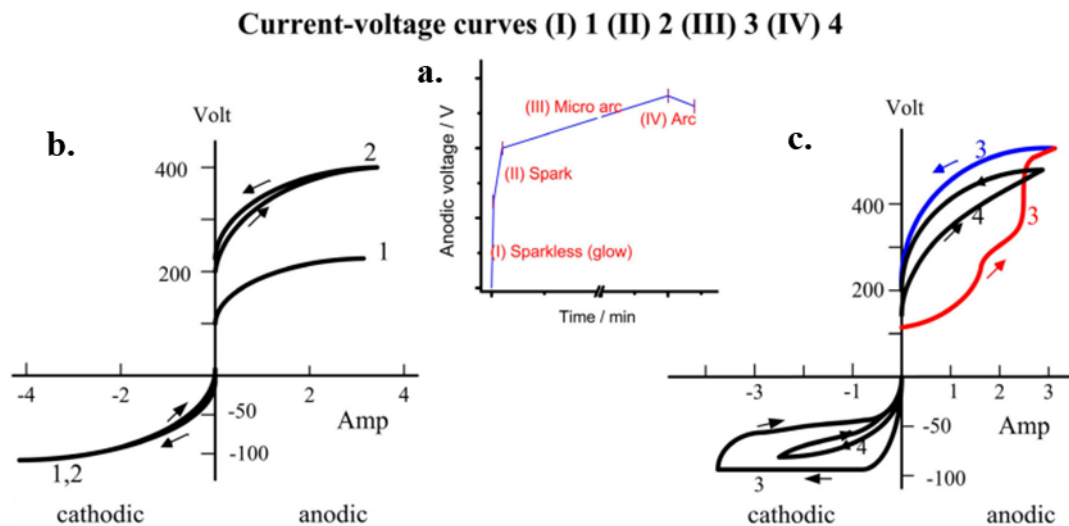 Current-voltage curves (I) 1 (II) 2 (III) 3 (IV) 4
a.
Anodic voltage / V
(III) Micro arc
(IV) Arc
(II) Spark
(I) Sparkless (glow)
Time / min
b.
Volt
400
2
200
1
-4
-2
2
4
Amp
-50
-100
1,2
cathodic
anodic
c.
Volt
3
400
4
3
200
-3
-1
1
2
3
Amp
-50
4
-100
3
cathodic
anodic